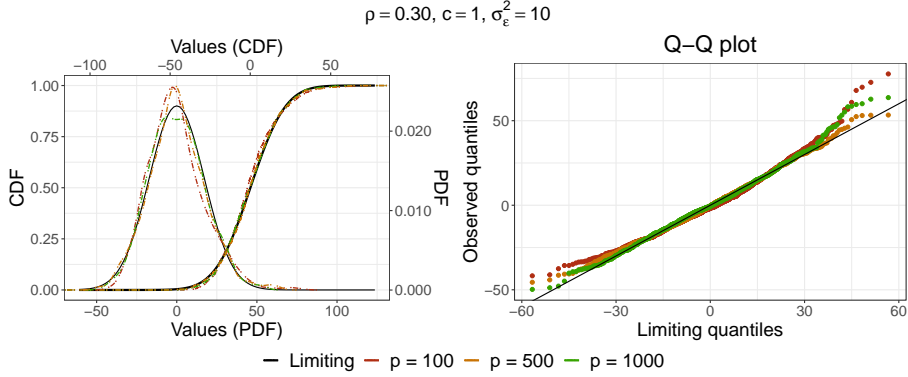 ρ = 0.30, c = 1, σ²_ε = 10
Values (CDF)
−100 −50 0 50
CDF
1.00
0.75
0.50
0.25
0.00
PDF
0.020
0.010
0.000
−50 0 50 100
Values (PDF)
Q−Q plot
Observed quantiles
50
0
−50
−60 −30 0 30 60
Limiting quantiles
Limiting p = 100 p = 500 p = 1000